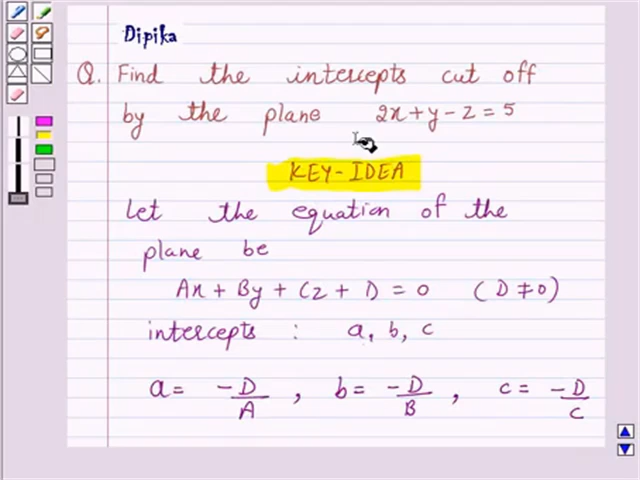 Dipika
Q. Find the intercepts cut off
by the plane 2x+y-z=5
KEY-IDEA
Let the equation of the
plane be
Ax + By + Cz + D = 0 (D ≠ 0)
intercepts : a, b, c
a = -D/A , b = -D/B , c = -D/C